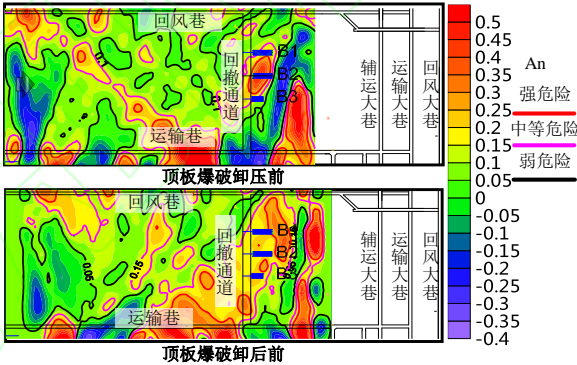 回风巷
回撤通道
B1
B2
B3
运输巷
辅运大巷
运输大巷
回风大巷
顶板爆破卸压前
回风巷
回撤通道
0.05
0.15
运输巷
辅运大巷
运输大巷
回风大巷
顶板爆破卸后前
0.5
0.45
0.4
0.35
0.3
0.25
0.2
0.15
0.1
0.05
0
-0.05
-0.1
-0.15
-0.2
-0.25
-0.3
-0.35
-0.4
An
强危险
中等危险
弱危险